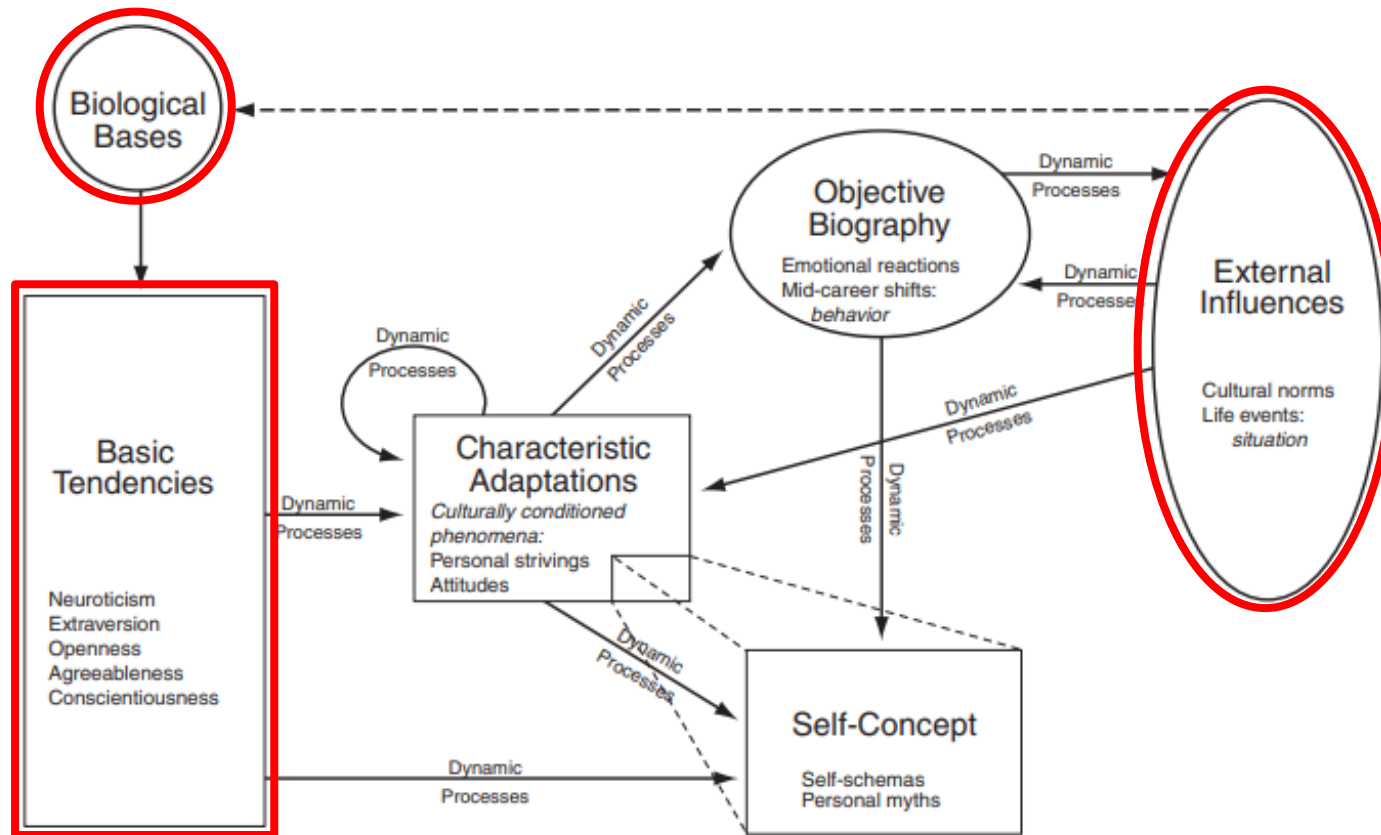 Biological
Bases
Dynamic
Processes
Objective
Biography
Emotional reactions
Mid-career shifts:
behavior
Dynamic
Processes
External
Influences
Cultural norms
Life events:
situation
Dynamic
Processes
Dynamic
Processes
Dynamic
Processes
Dynamic
Processes
Basic
Tendencies
Neuroticism
Extraversion
Openness
Agreeableness
Conscientiousness
Dynamic
Processes
Characteristic
Adaptations
Culturally conditioned
phenomena:
Personal strivings
Attitudes
Dynamic
Processes
Dynamic
Processes
Self-Concept
Self-schemas
Personal myths